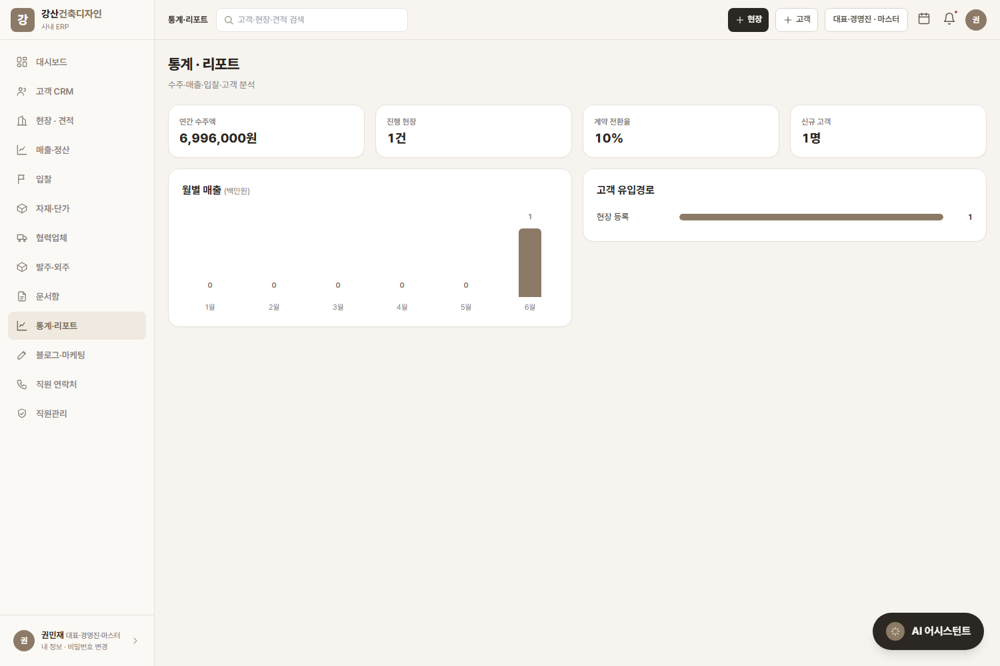 강
강산건축디자인
사내 ERP
통계·리포트
고객·현장·견적 검색
현장
고객
대표·경영진 · 마스터
권
대시보드
고객 CRM
현장 · 견적
매출·정산
입찰
자재·단가
협력업체
발주·외주
문서함
통계·리포트
블로그·마케팅
직원 연락처
직원관리
권
권민재 대표·경영진·마스터
내 정보 · 비밀번호 변경
통계 · 리포트
수주·매출·입찰·고객 분석
연간 수주액
6,996,000원
진행 현장
1건
계약 전환율
10%
신규 고객
1명
월별 매출 (백만원)
0 0 0 0 0 1
1월 2월 3월 4월 5월 6월
고객 유입경로
현장 등록 1
AI 어시스턴트